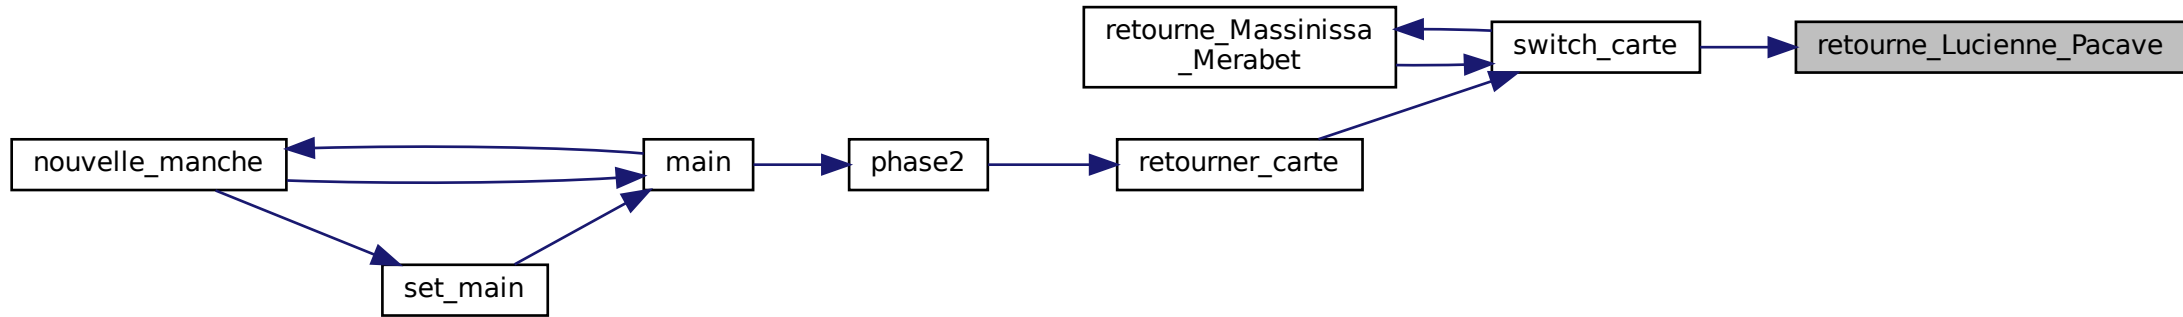 retourne_Massinissa
_Merabet
switch_carte
retourne_Lucienne_Pacave
nouvelle_manche
main
phase2
retourner_carte
set_main